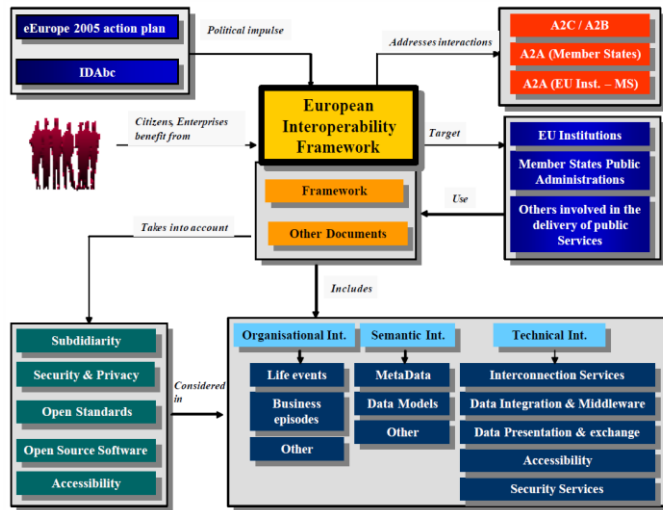 eEurope 2005 action plan
IDAbc
Political impulse
Addresses interactions
A2C / A2B
A2A (Member States)
A2A (EU Inst. – MS)
European
Interoperability
Framework
Citizens, Enterprises
benefit from
Target
EU Institutions
Member States Public
Administrations
Others involved in the
delivery of public
Services
Framework
Other Documents
Use
Takes into account
Includes
Subdidiarity
Security & Privacy
Open Standards
Open Source Software
Accessibility
Considered
in
Organisational Int.
Life events
Business
episodes
Other
Semantic Int.
MetaData
Data Models
Other
Technical Int.
Interconnection Services
Data Integration & Middleware
Data Presentation & exchange
Accessibility
Security Services